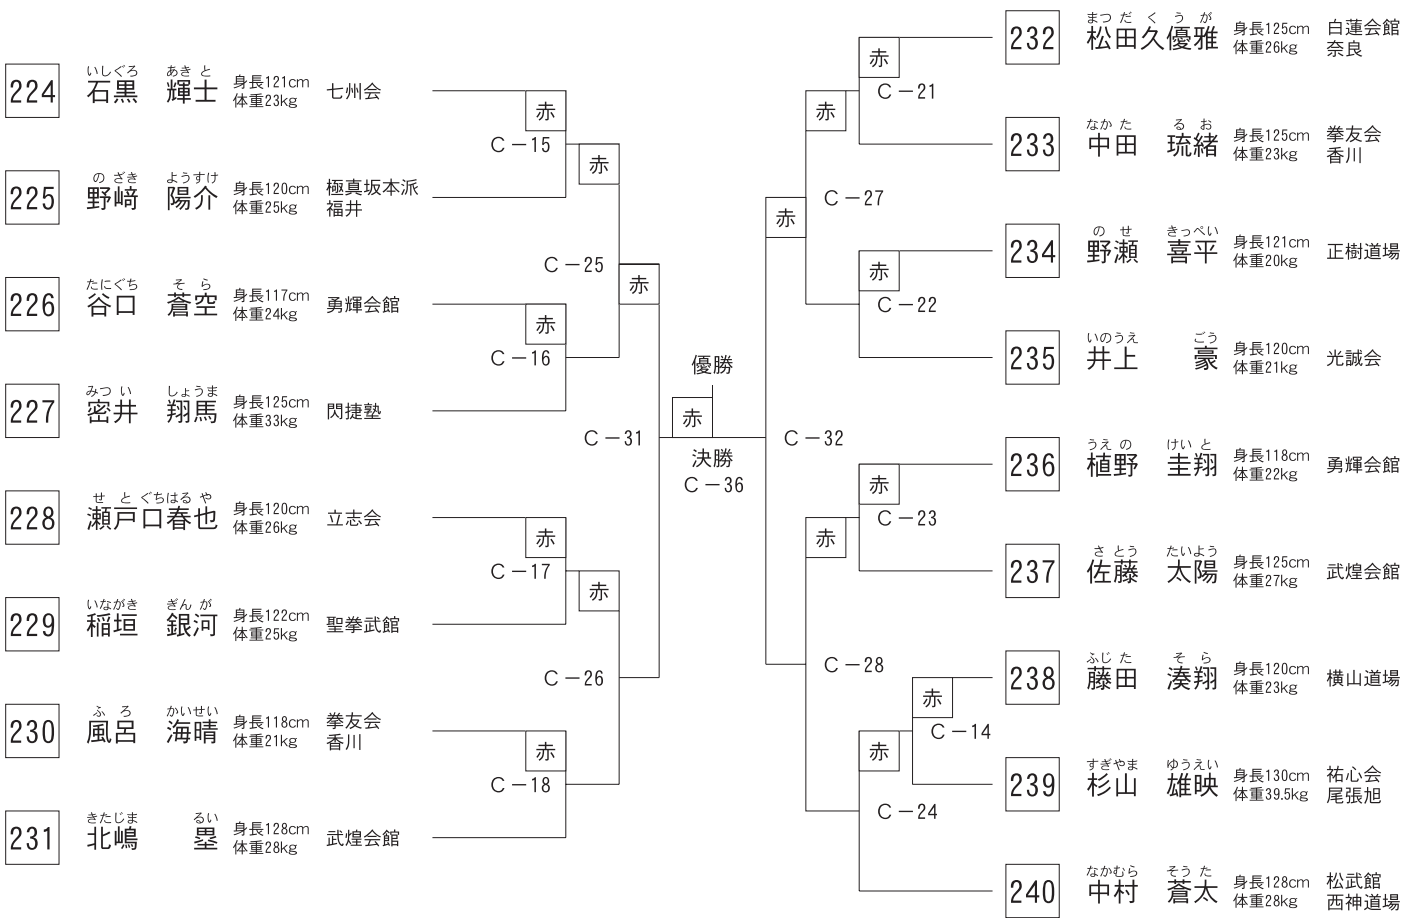 いしぐろ あきと
224 石黒 輝士 身長121cm 体重23kg 七州会
のざき ようすけ
225 野﨑 陽介 身長120cm 体重25kg 極真坂本派 福井
たにぐち そら
226 谷口 蒼空 身長117cm 体重24kg 勇輝会館
みつい しょうま
227 密井 翔馬 身長125cm 体重33kg 閃捷塾
せとぐちはるや
228 瀬戸口春也 身長120cm 体重26kg 立志会
いながき ぎんが
229 稲垣 銀河 身長122cm 体重25kg 聖拳武館
ふろ かいせい
230 風呂 海晴 身長118cm 体重21kg 拳友会 香川
きたじま るい
231 北嶋 塁 身長128cm 体重28kg 武煌会館
赤
C－15
赤
C－25
赤
C－16
赤
C－31
赤
C－17
赤
C－26
赤
C－18
優勝
赤
決勝
C－36
赤
C－21
赤
C－27
赤
C－22
赤
C－32
赤
C－23
赤
C－28
赤
C－14
赤
C－24
まつだくうが
232 松田久優雅 身長125cm 体重26kg 白蓮会館 奈良
なかた るお
233 中田 琉緒 身長125cm 体重23kg 拳友会 香川
のせ きっぺい
234 野瀬 喜平 身長121cm 体重20kg 正樹道場
いのうえ ごう
235 井上 豪 身長120cm 体重21kg 光誠会
うえの けいと
236 植野 圭翔 身長118cm 体重22kg 勇輝会館
さとう たいよう
237 佐藤 太陽 身長125cm 体重27kg 武煌会館
ふじた そら
238 藤田 湊翔 身長120cm 体重23kg 横山道場
すぎやま ゆうえい
239 杉山 雄映 身長130cm 体重39.5kg 祐心会 尾張旭
なかむら そうた
240 中村 蒼太 身長128cm 体重28kg 松武館 西神道場